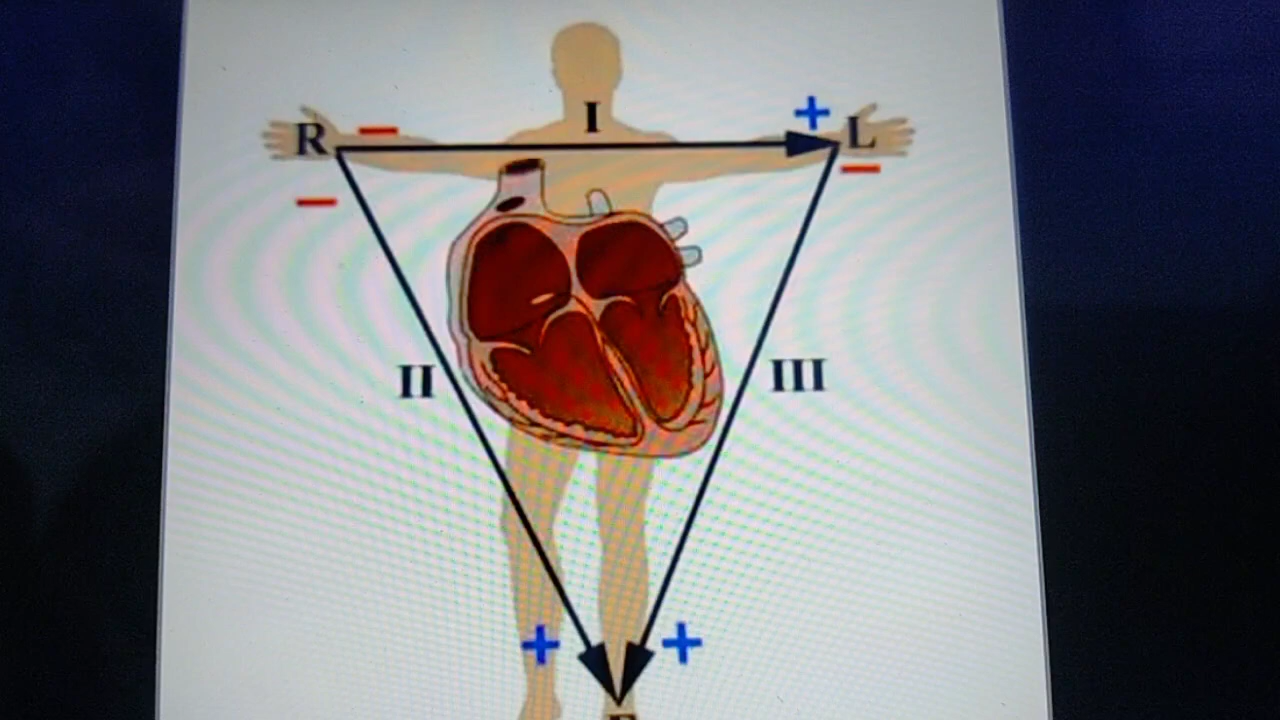 I
R − + L
− −
II III
+ +